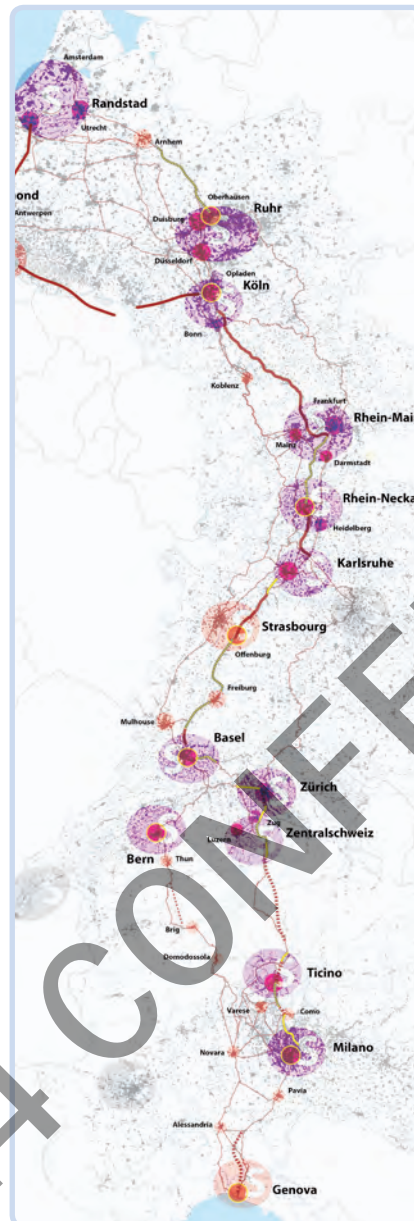 Amsterdam
Randstad
Utrecht
Arnhem
ond
Antwerpen
Oberhausen
Duisburg
Ruhr
Düsseldorf
Opladen
Köln
Bonn
Koblenz
Frankfurt
Rhein-Mai
Mainz
Darmstadt
Rhein-Necka
Heidelberg
Karlsruhe
Strasbourg
Offenburg
Freiburg
Mulhouse
Basel
Zürich
Zug
Luzern
Zentralschweiz
Bern
Thun
Brig
Domodossola
Ticino
Varese
Como
Milano
Novara
Pavia
Alessandria
Genova
4 CONFE